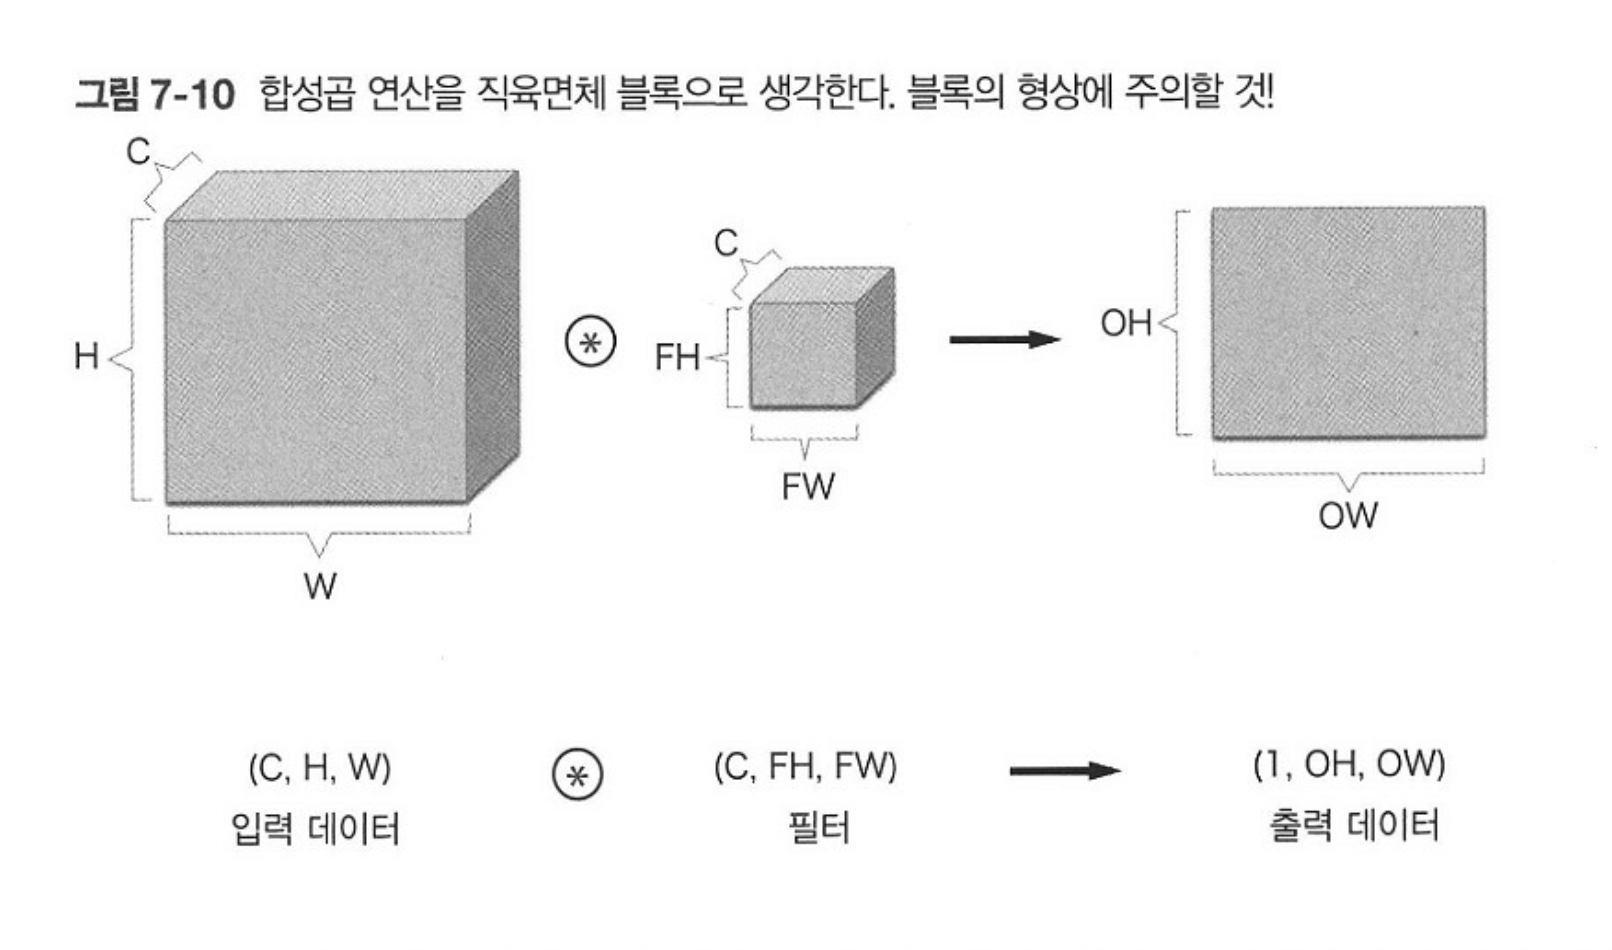 그림 7-10 합성곱 연산을 직육면체 블록으로 생각한다. 블록의 형상에 주의할 것!
C
H
W
*
C
FH
FW
OH
OW
(C, H, W) * (C, FH, FW) (1, OH, OW)
입력 데이터 필터 출력 데이터